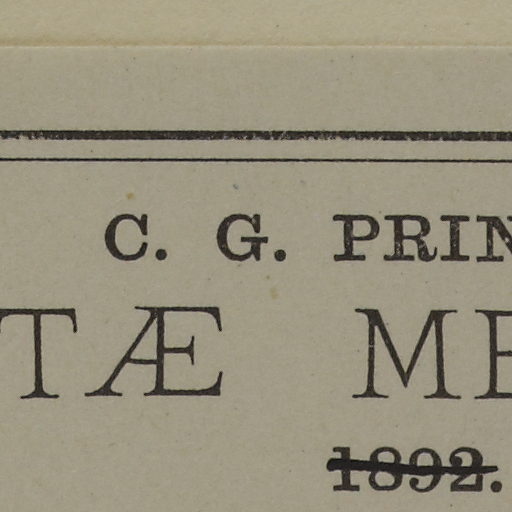 C. G. PRIN
TÆ ME
1892.